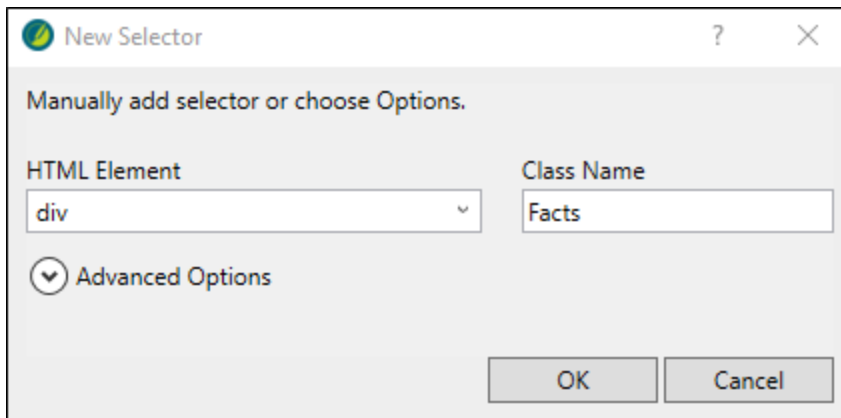 New Selector ?
Manually add selector or choose Options.
HTML Element Class Name
div Facts
Advanced Options
OK Cancel